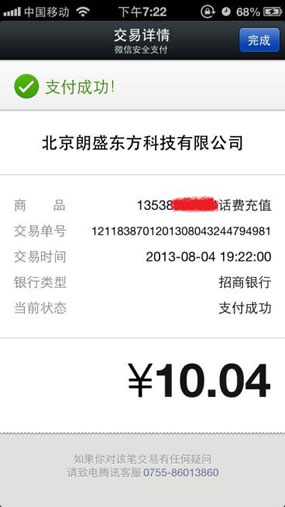 中国移动 下午7:22 68%
交易详情
微信安全支付
完成
支付成功!
北京朗盛东方科技有限公司
商 品 13538 话费充值
交易单号 1211838701201308043244794981
交易时间 2013-08-04 19:22:00
银行类型 招商银行
当前状态 支付成功
¥10.04
如果你对该笔交易有任何疑问
请致电腾讯客服 0755-86013860